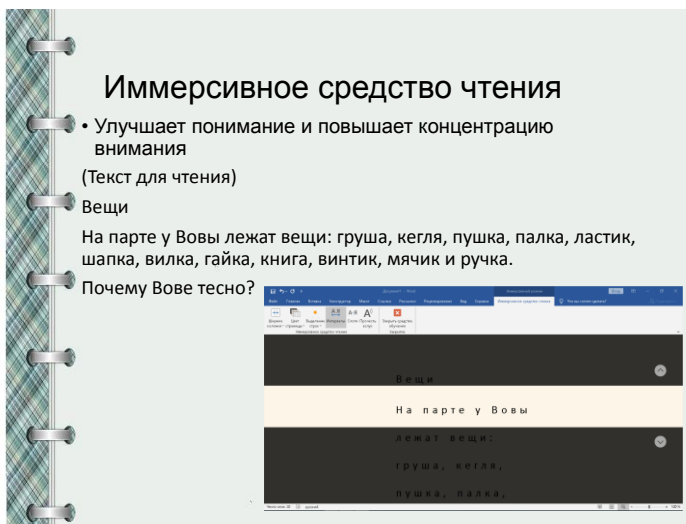 Иммерсивное средство чтения
• Улучшает понимание и повышает концентрацию
внимания
(Текст для чтения)
Вещи
На парте у Вовы лежат вещи: груша, кегля, пушка, палка, ластик,
шапка, вилка, гайка, книга, винтик, мячик и ручка.
Почему Вове тесно?
Вещи
На парте у Вовы
лежат вещи:
груша, кегля,
пушка, палка,